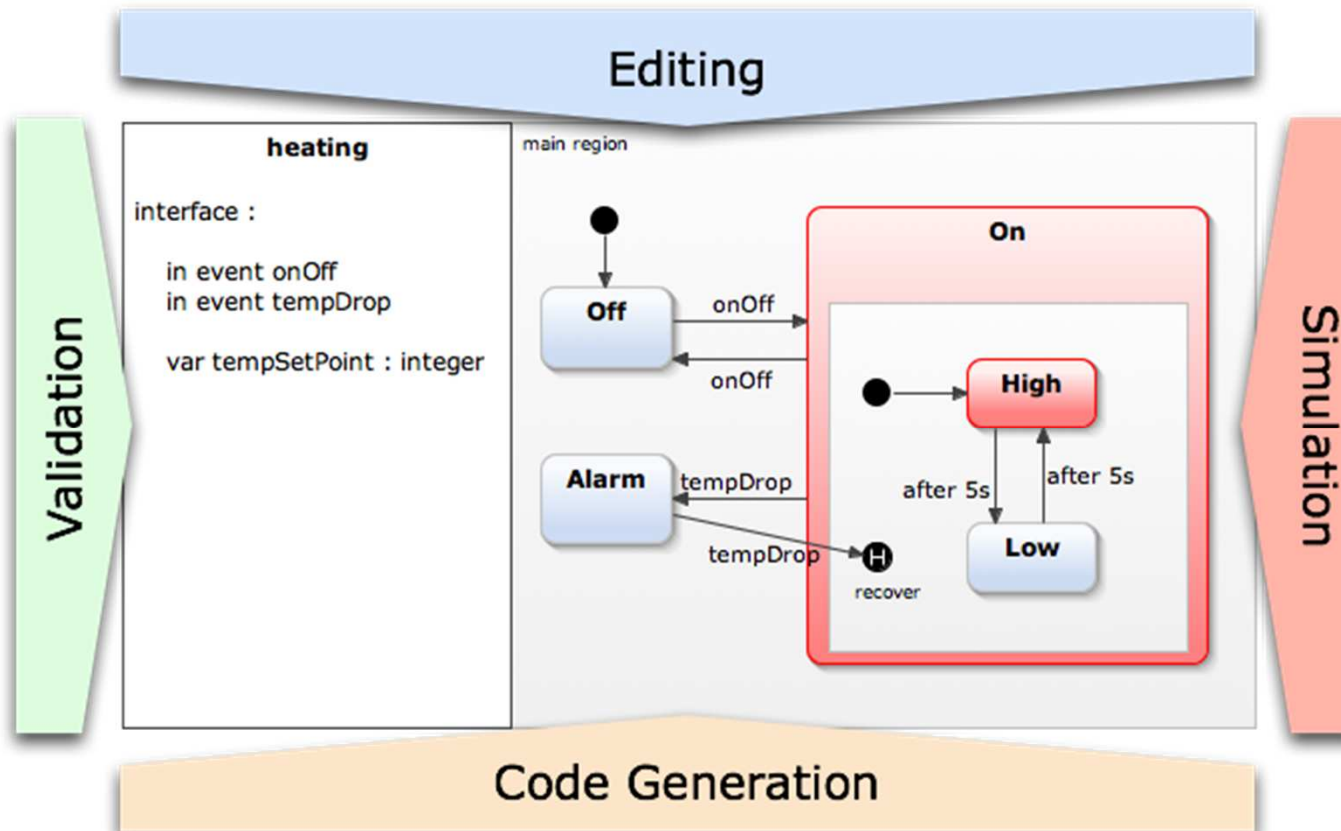 Editing
Validation
heating
interface :
in event onOff
in event tempDrop
var tempSetPoint : integer
main region
Off
onOff
onOff
Alarm
tempDrop
tempDrop
On
High
after 5s
after 5s
Low
H
recover
Simulation
Code Generation